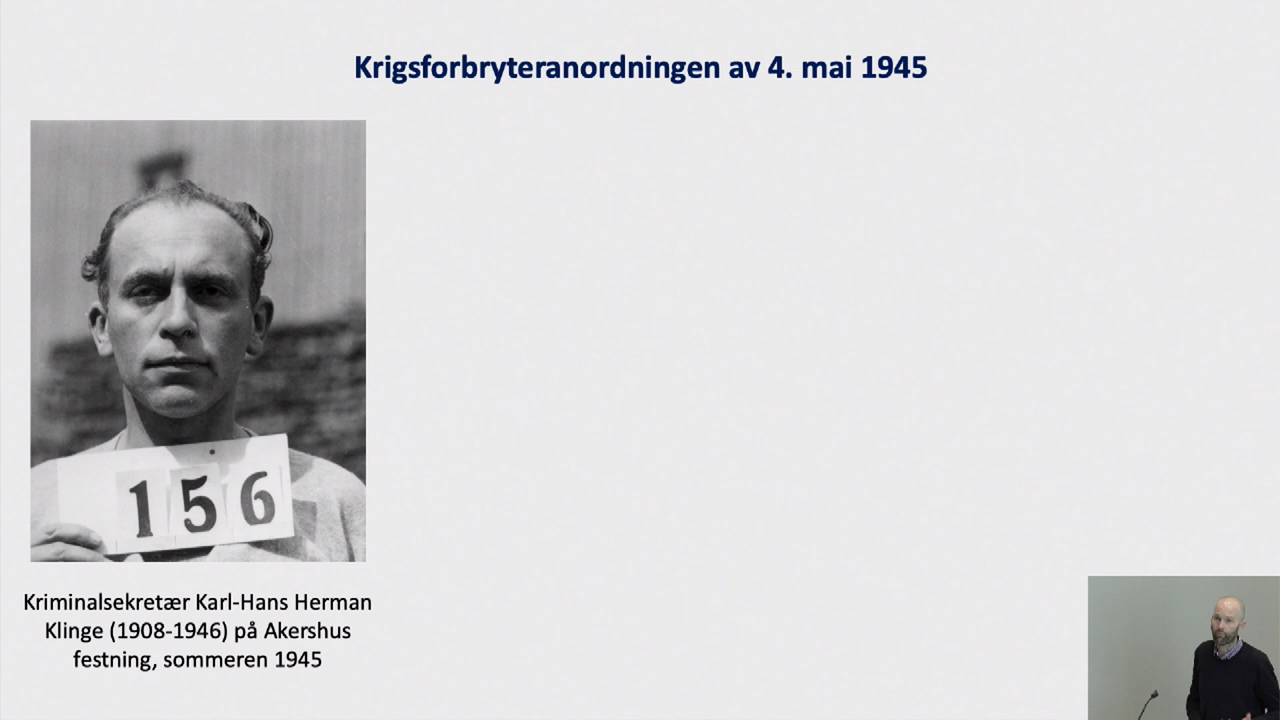 Krigsforbryteranordningen av 4. mai 1945
156
Kriminalsekretær Karl-Hans Herman
Klinge (1908-1946) på Akershus
festning, sommeren 1945